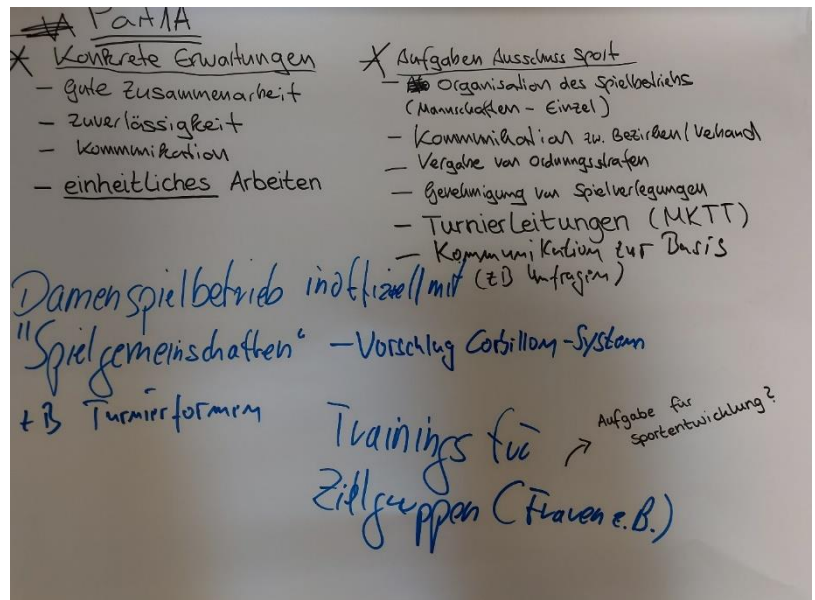 Part 1A
* Konkrete Erwartungen
- gute Zusammenarbeit
- Zuverlässigkeit
- Kommunikation
- einheitliches Arbeiten
* Aufgaben Ausschuss Sport
- Organisation des Spielbetriebs
(Mannschaften - Einzel)
- Kommunikation zw. Bezirken/Verband
- Vergabe von Ordnungsstrafen
- Genehmigung von Spielverlegungen
- Turnierleitungen (MKTT)
- Kommunikation zur Basis
(zB Umfragen)
Damenspielbetrieb inoffiziell mit
"Spielgemeinschaften" - Vorschlag Corbillon-System
zB Turnierformen
Trainings für
Zielgruppen (Frauen z.B.)
→ Aufgabe für
Sportentwicklung?